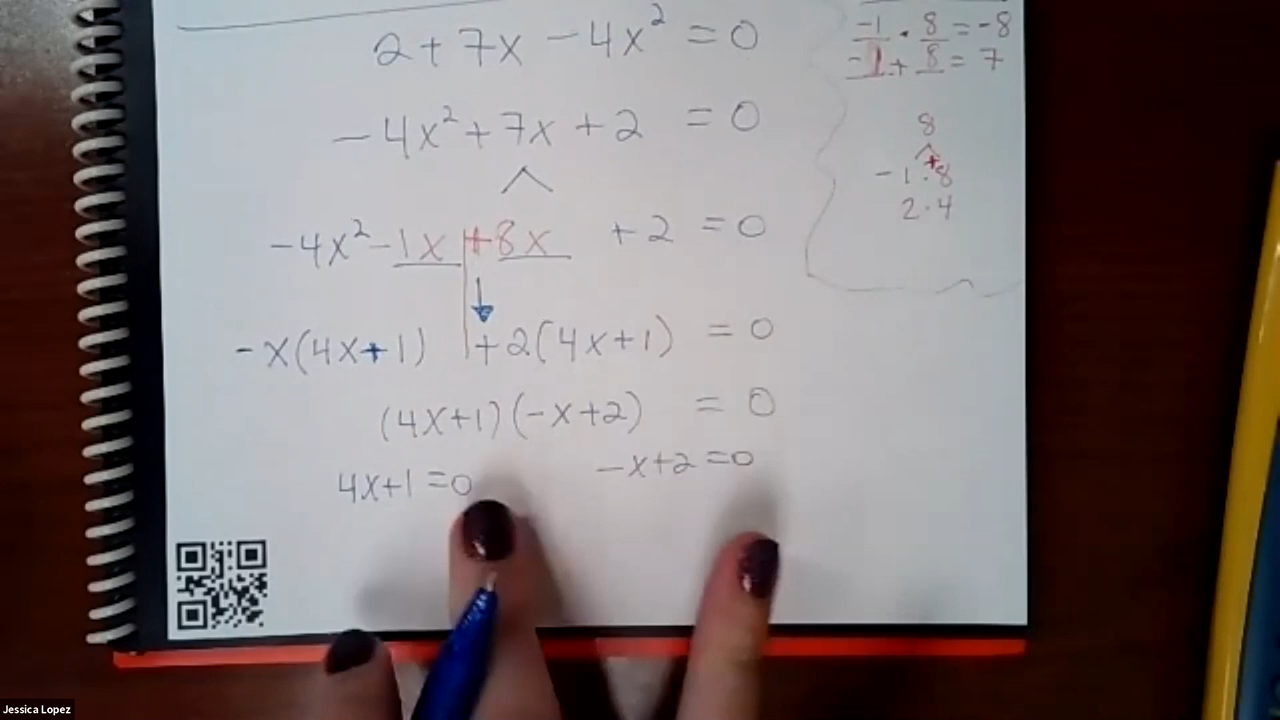 2 + 7x - 4x² = 0
-4x² + 7x + 2 = 0
-4x² - 1x + 8x + 2 = 0
-x(4x+1) + 2(4x+1) = 0
(4x+1)(-x+2) = 0
4x+1=0 -x+2=0
-1 · 8 = -8
-1 + 8 = 7
8
-1 · +8
2·4
Jessica Lopez